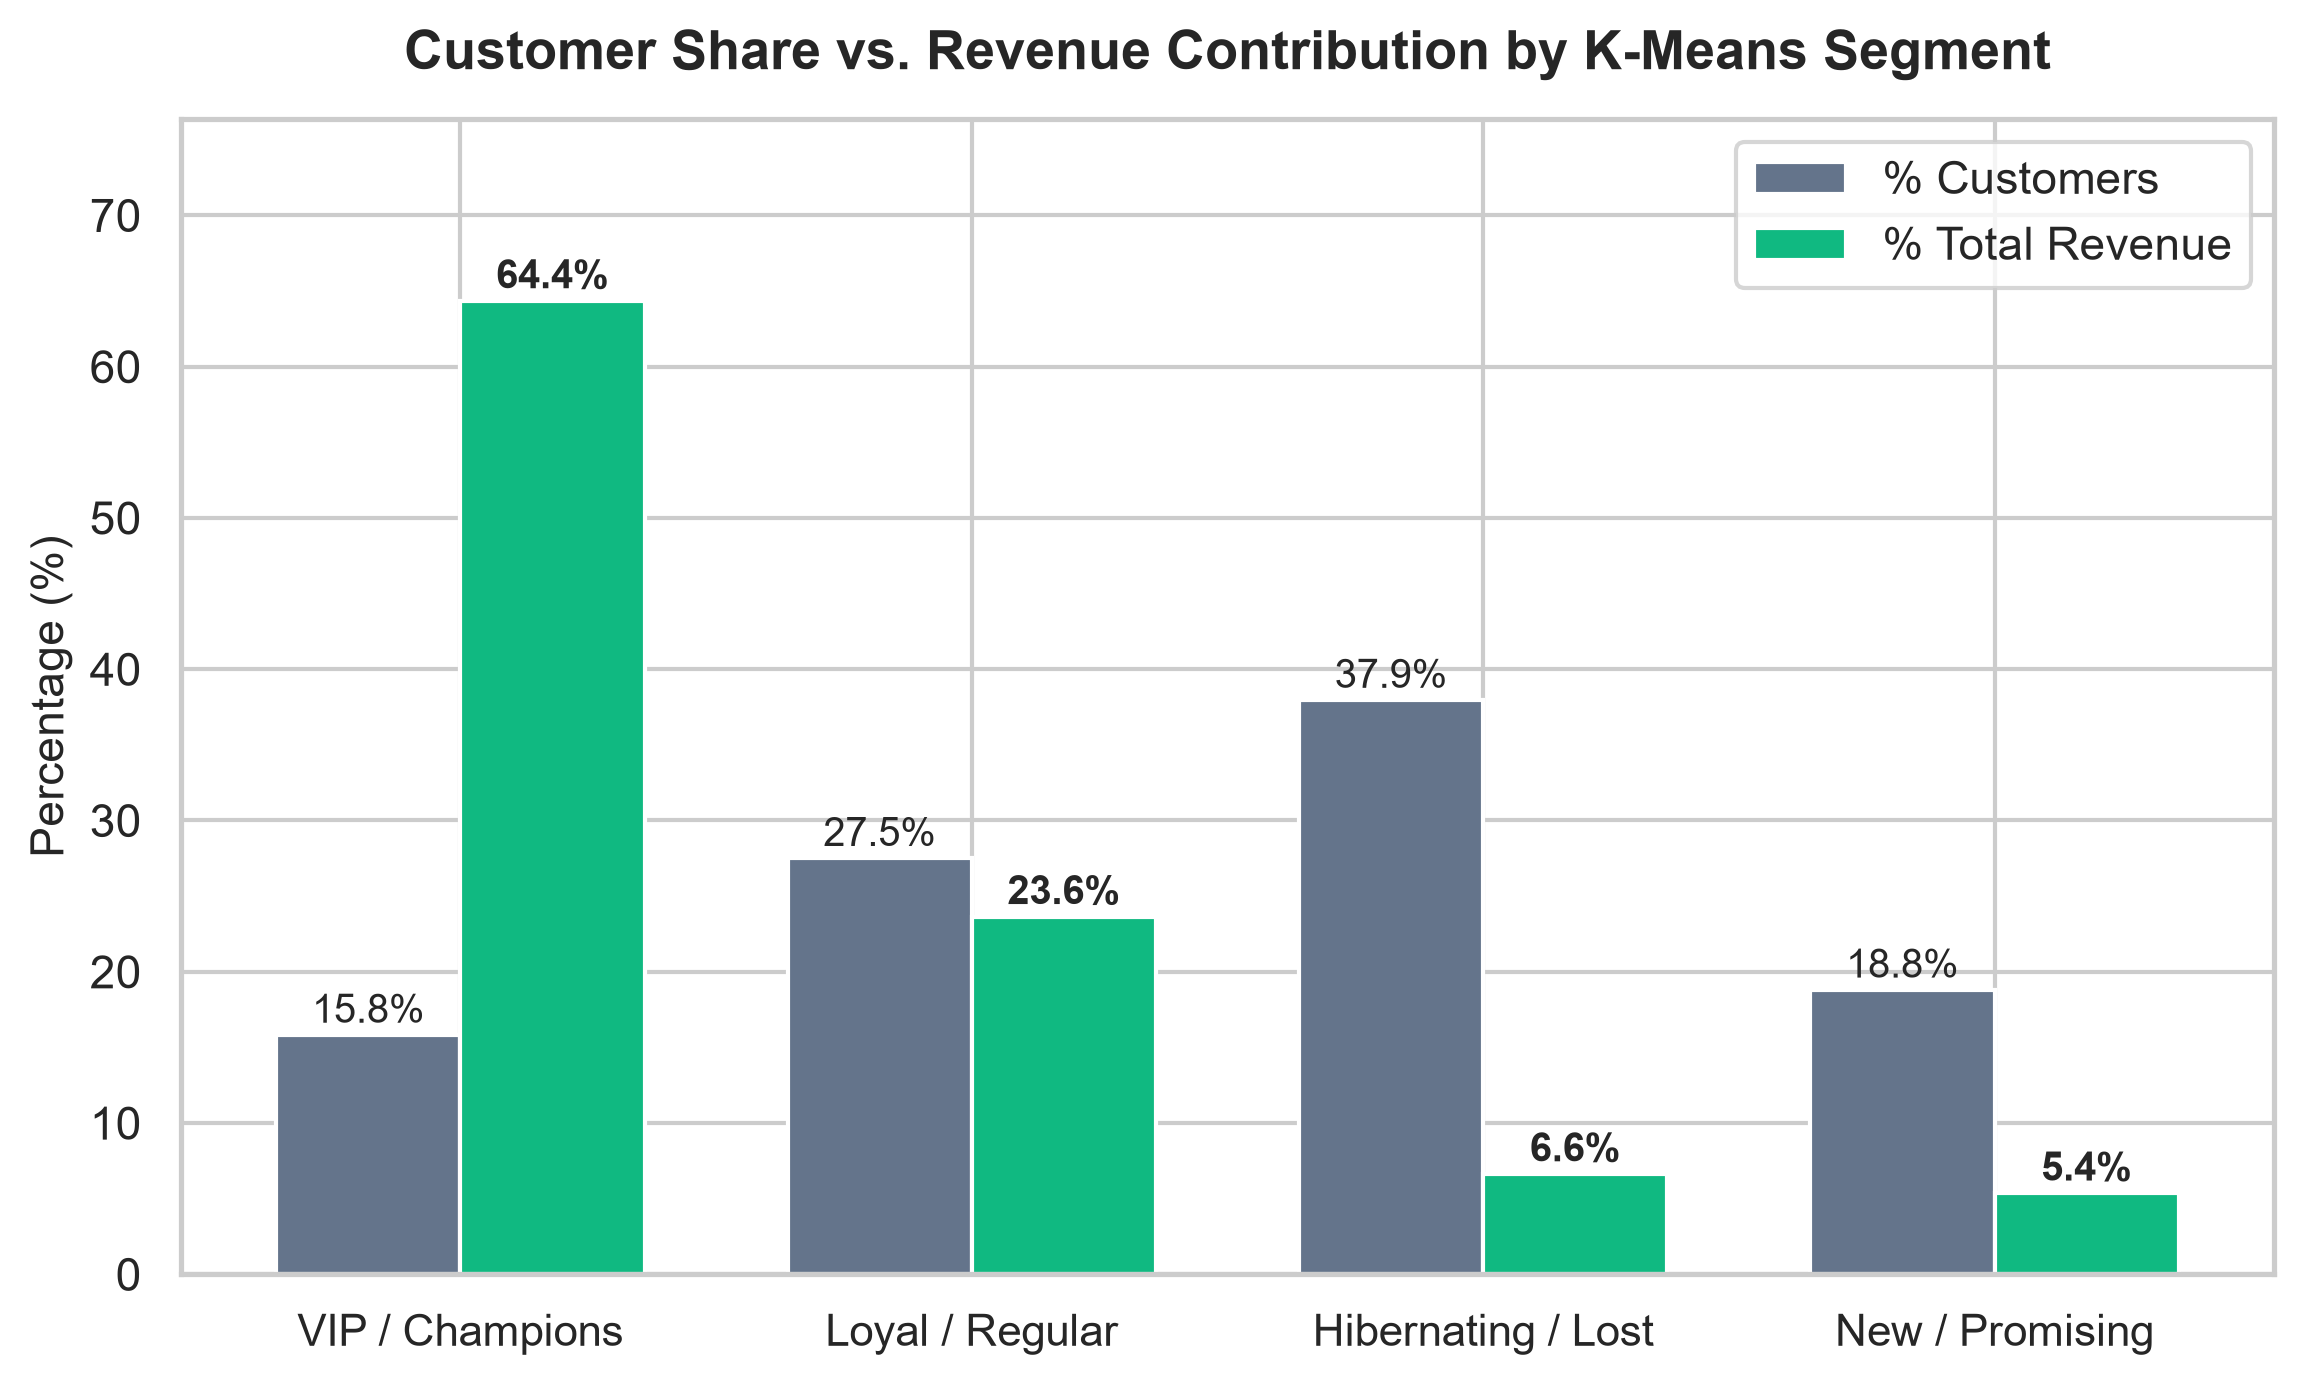 Customer Share vs. Revenue Contribution by K-Means Segment
% Customers
% Total Revenue
Percentage (%)
70
60
50
40
30
20
10
0
15.8%
64.4%
27.5%
23.6%
37.9%
6.6%
18.8%
5.4%
VIP / Champions
Loyal / Regular
Hibernating / Lost
New / Promising